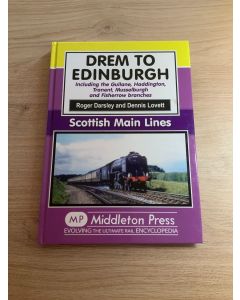 DREM TO
EDINBURGH
Including the Gullane, Haddington,
Tranent, Musselburgh
and Fisherrow branches
Roger Darsley and Dennis Lovett
Scottish Main Lines
MP Middleton Press
EVOLVING THE ULTIMATE RAIL ENCYCLOPEDIA